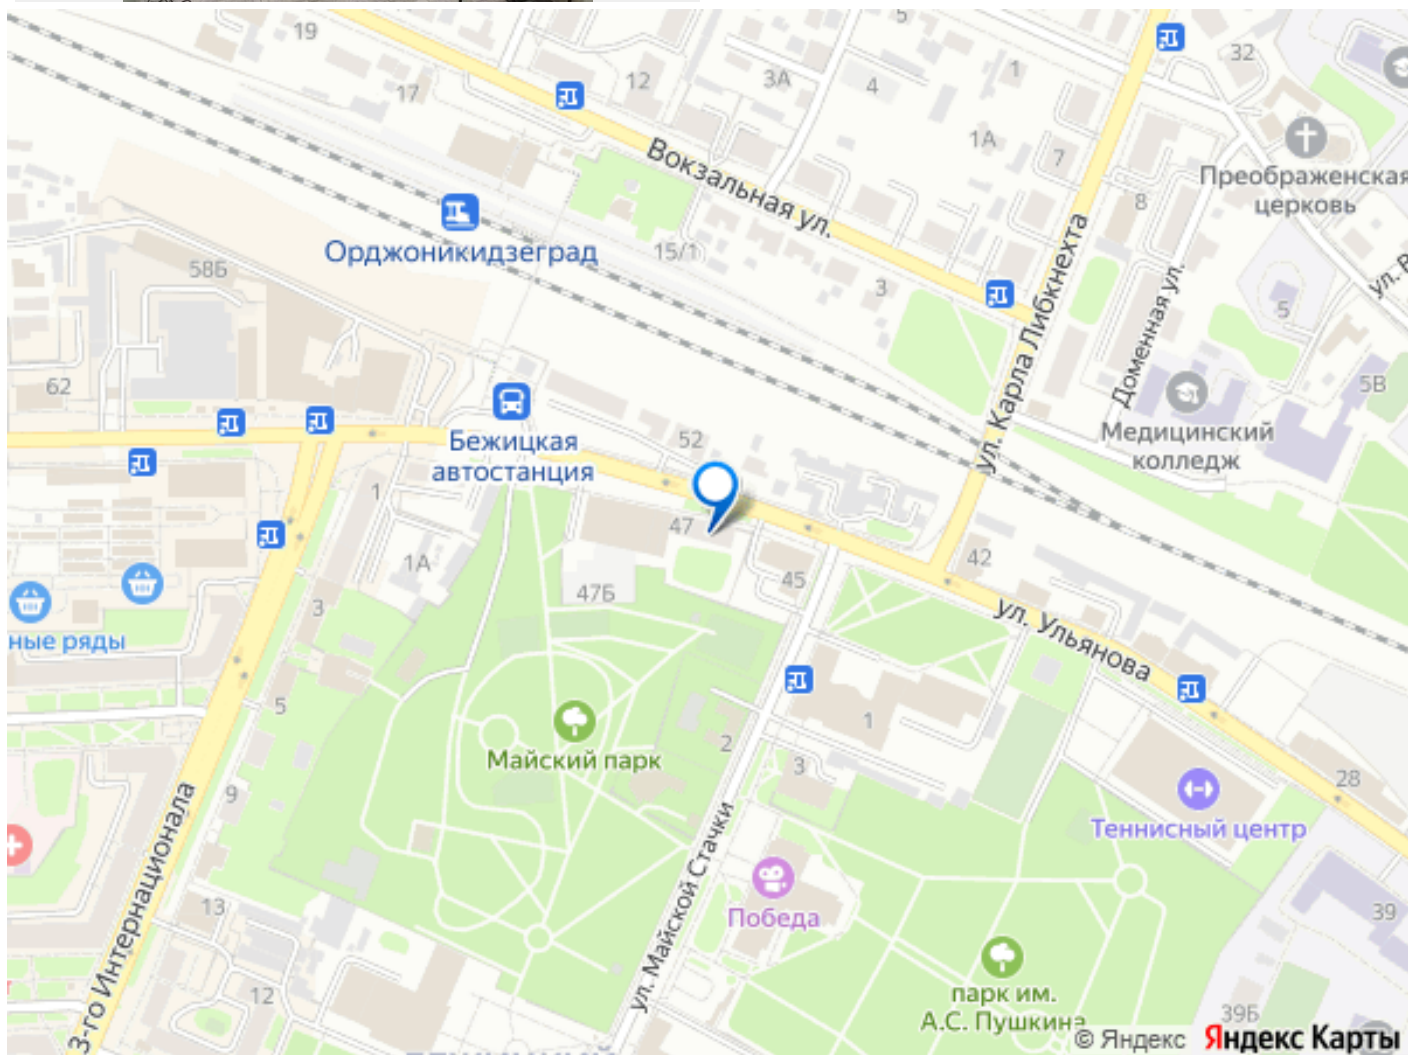 19
5
12
3А
1
32
17
4
1А
7
Вокзальная ул.
Преображенская
церковь
8
Орджоникидзеград
15/1
58Б
3
5
ул. Карла Либкнехта
Доменная ул.
62
5В
Медицинский
колледж
Бежицкая
автостанция
52
1
47
1А
45
42
47Б
3
ул. Ульянова
ные ряды
5
1
2
Майский парк
3
28
9
Теннисный центр
3-го Интернационала
ул. Майской Стачки
13
Победа
39
12
парк им.
А.С. Пушкина
39Б
© Яндекс Яндекс Карты